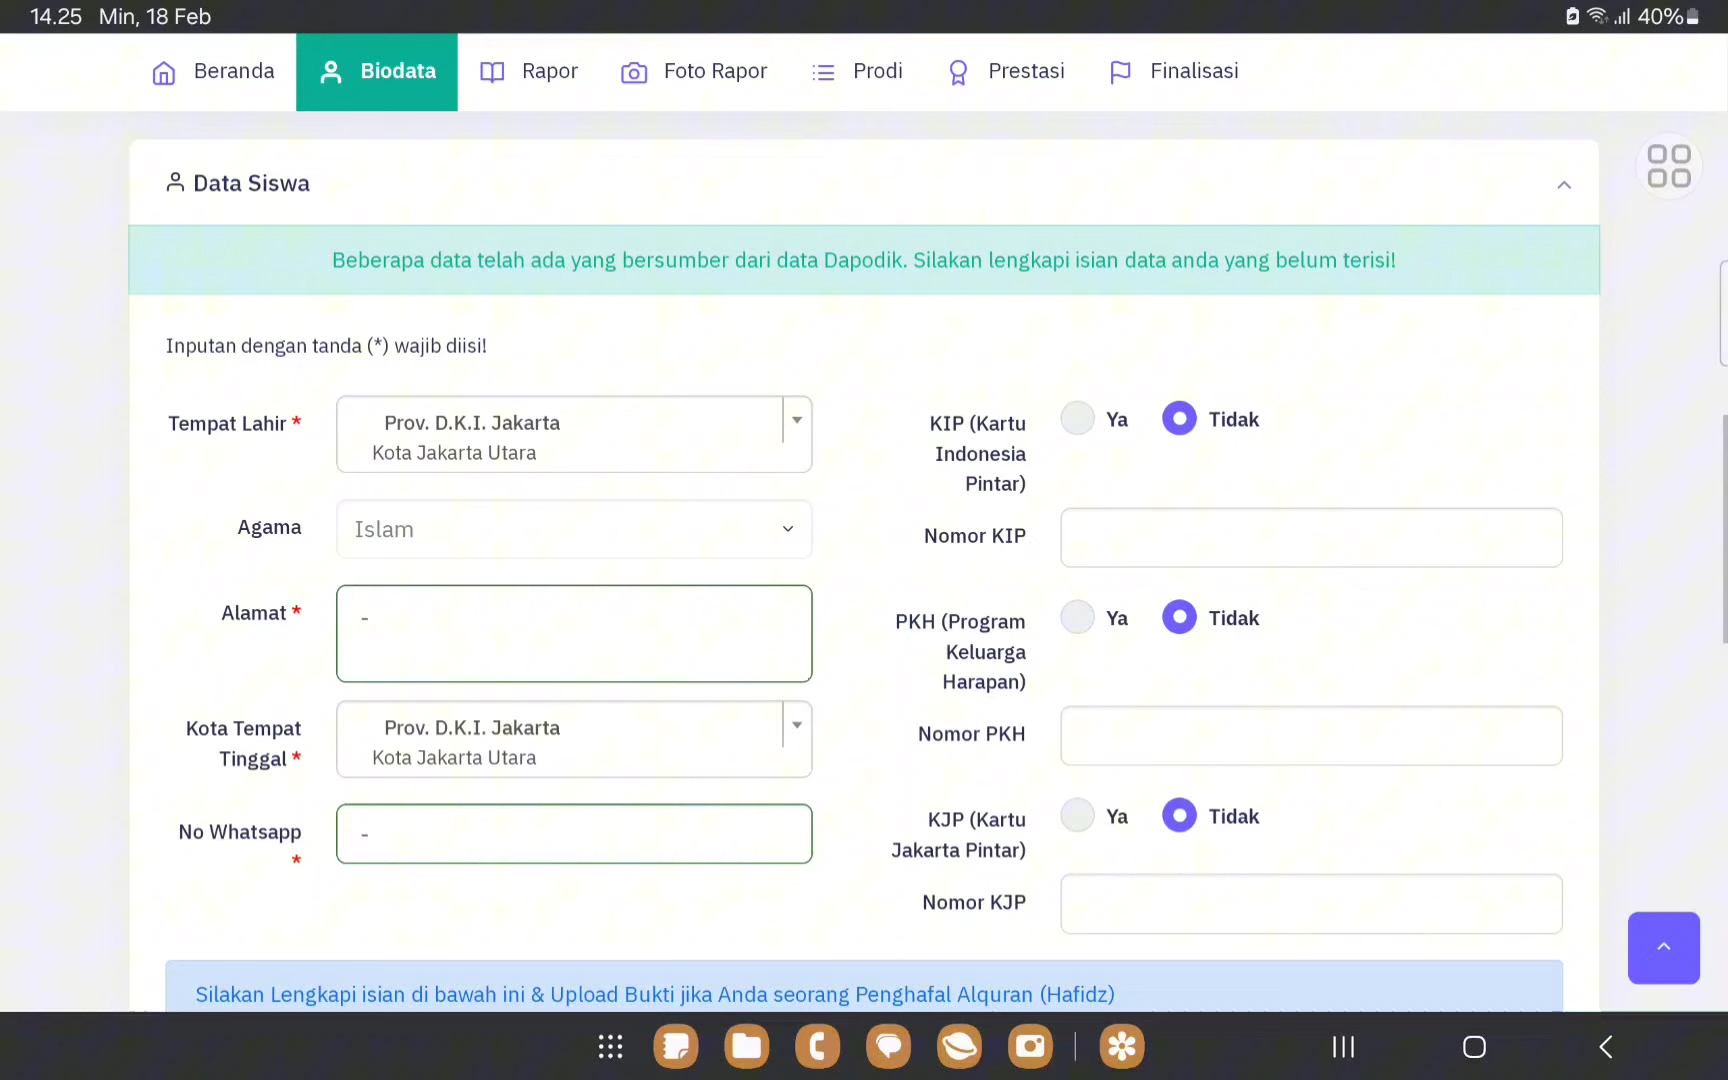 14.25 Min, 18 Feb 40%
Beranda Biodata Rapor Foto Rapor Prodi Prestasi Finalisasi
Data Siswa
Beberapa data telah ada yang bersumber dari data Dapodik. Silakan lengkapi isian data anda yang belum terisi!
Inputan dengan tanda (*) wajib diisi!
Tempat Lahir *
Prov. D.K.I. Jakarta
Kota Jakarta Utara
Agama
Islam
Alamat *
-
Kota Tempat
Tinggal *
Prov. D.K.I. Jakarta
Kota Jakarta Utara
No Whatsapp
*
-
KIP (Kartu
Indonesia
Pintar)
Ya Tidak
Nomor KIP
PKH (Program
Keluarga
Harapan)
Ya Tidak
Nomor PKH
KJP (Kartu
Jakarta Pintar)
Ya Tidak
Nomor KJP
Silakan Lengkapi isian di bawah ini & Upload Bukti jika Anda seorang Penghafal Alquran (Hafidz)